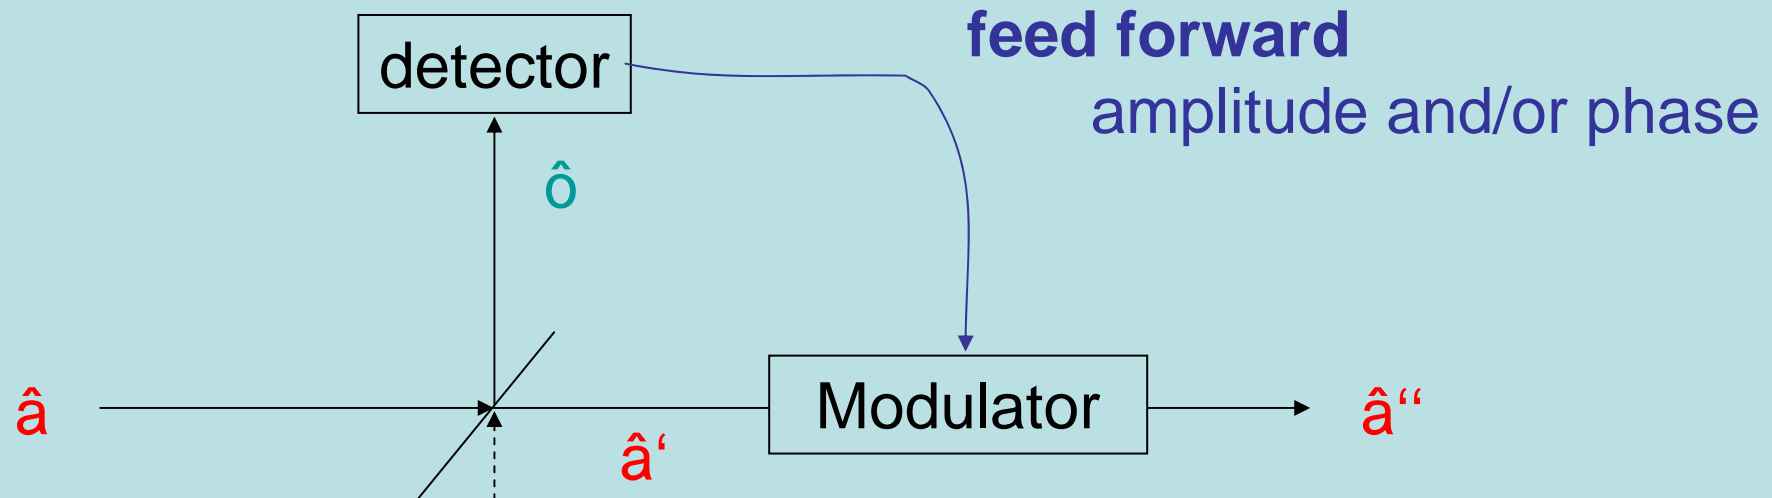 feed forward
detector
amplitude and/or phase
ô
â
Modulator
â‘‘
â‘